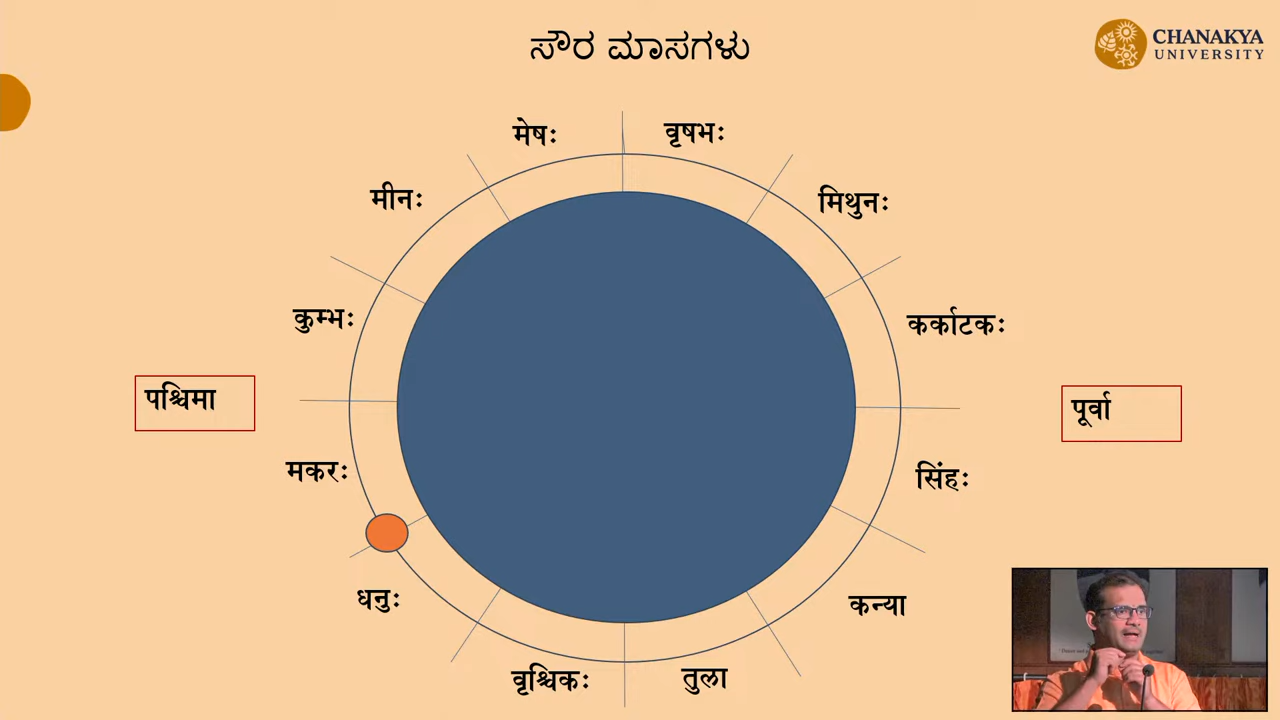 ಸೌರ ಮಾಸಗಳು
CHANAKYA
UNIVERSITY
मेषः
वृषभः
मीनः
मिथुनः
कुम्भः
कर्काटकः
पश्चिमा
पूर्वा
मकरः
सिंहः
धनुः
कन्या
वृश्चिकः
तुला